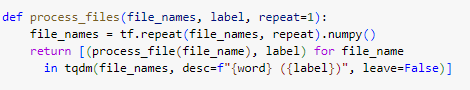 def process_files(file_names, label, repeat=1):
    file_names = tf.repeat(file_names, repeat).numpy()
    return [(process_file(file_name), label) for file_name
      in tqdm(file_names, desc=f"{word} ({label})", leave=False)]